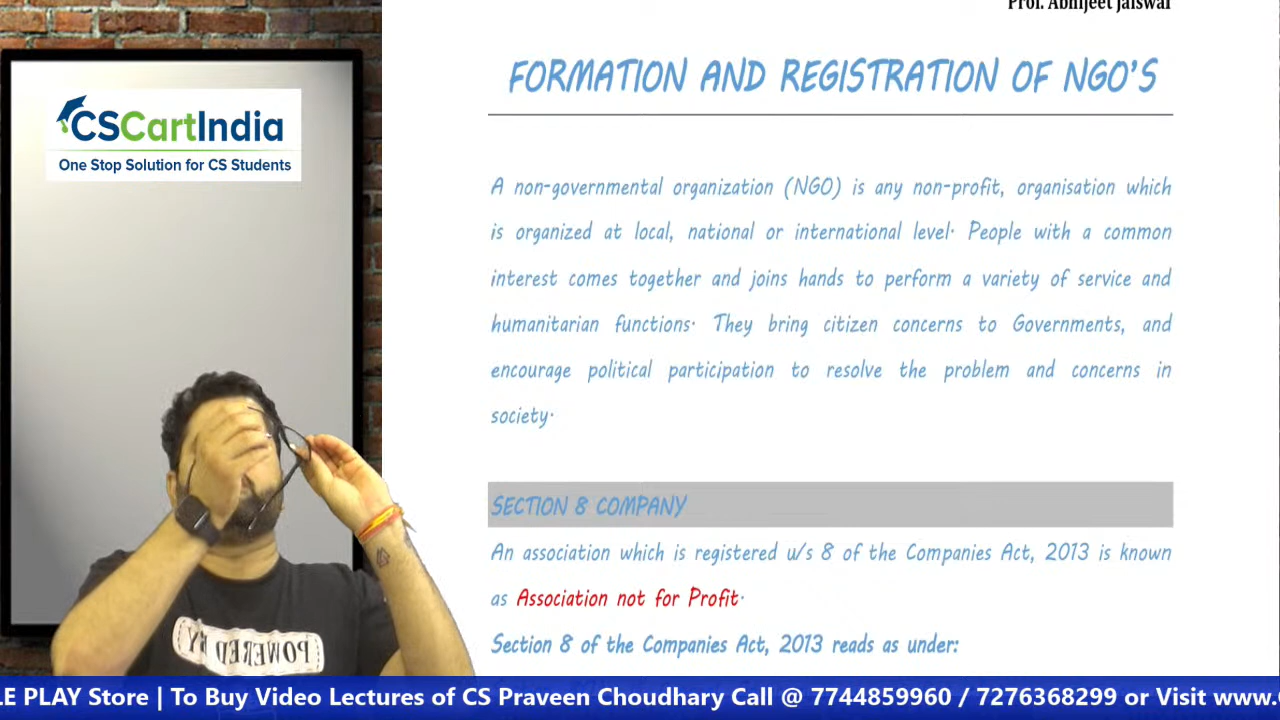 Prof. Abhijeet Jaiswal
FORMATION AND REGISTRATION OF NGO'S
CSCartIndia
One Stop Solution for CS Students
A non-governmental organization (NGO) is any non-profit, organisation which
is organized at local, national or international level. People with a common
interest comes together and joins hands to perform a variety of service and
humanitarian functions. They bring citizen concerns to Governments, and
encourage political participation to resolve the problem and concerns in
society.
SECTION 8 COMPANY
An association which is registered u/s 8 of the Companies Act, 2013 is known
as Association not for Profit.
Section 8 of the Companies Act, 2013 reads as under:
POWERED BY
LE PLAY Store | To Buy Video Lectures of CS Praveen Choudhary Call @ 7744859960 / 7276368299 or Visit www.